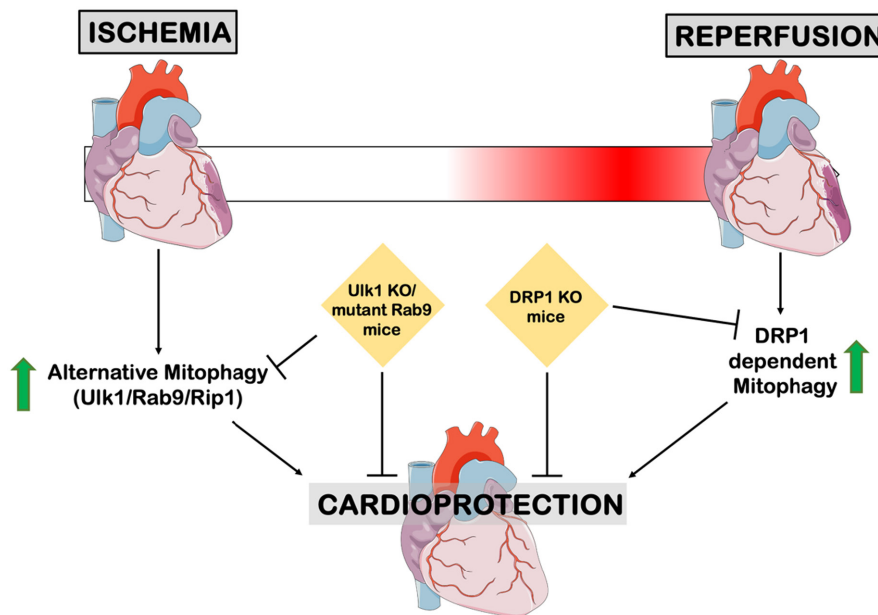 ISCHEMIA
REPERFUSION
Ulk1 KO/
mutant Rab9
mice
DRP1 KO
mice
Alternative Mitophagy
(Ulk1/Rab9/Rip1)
DRP1
dependent
Mitophagy
CARDIOPROTECTION